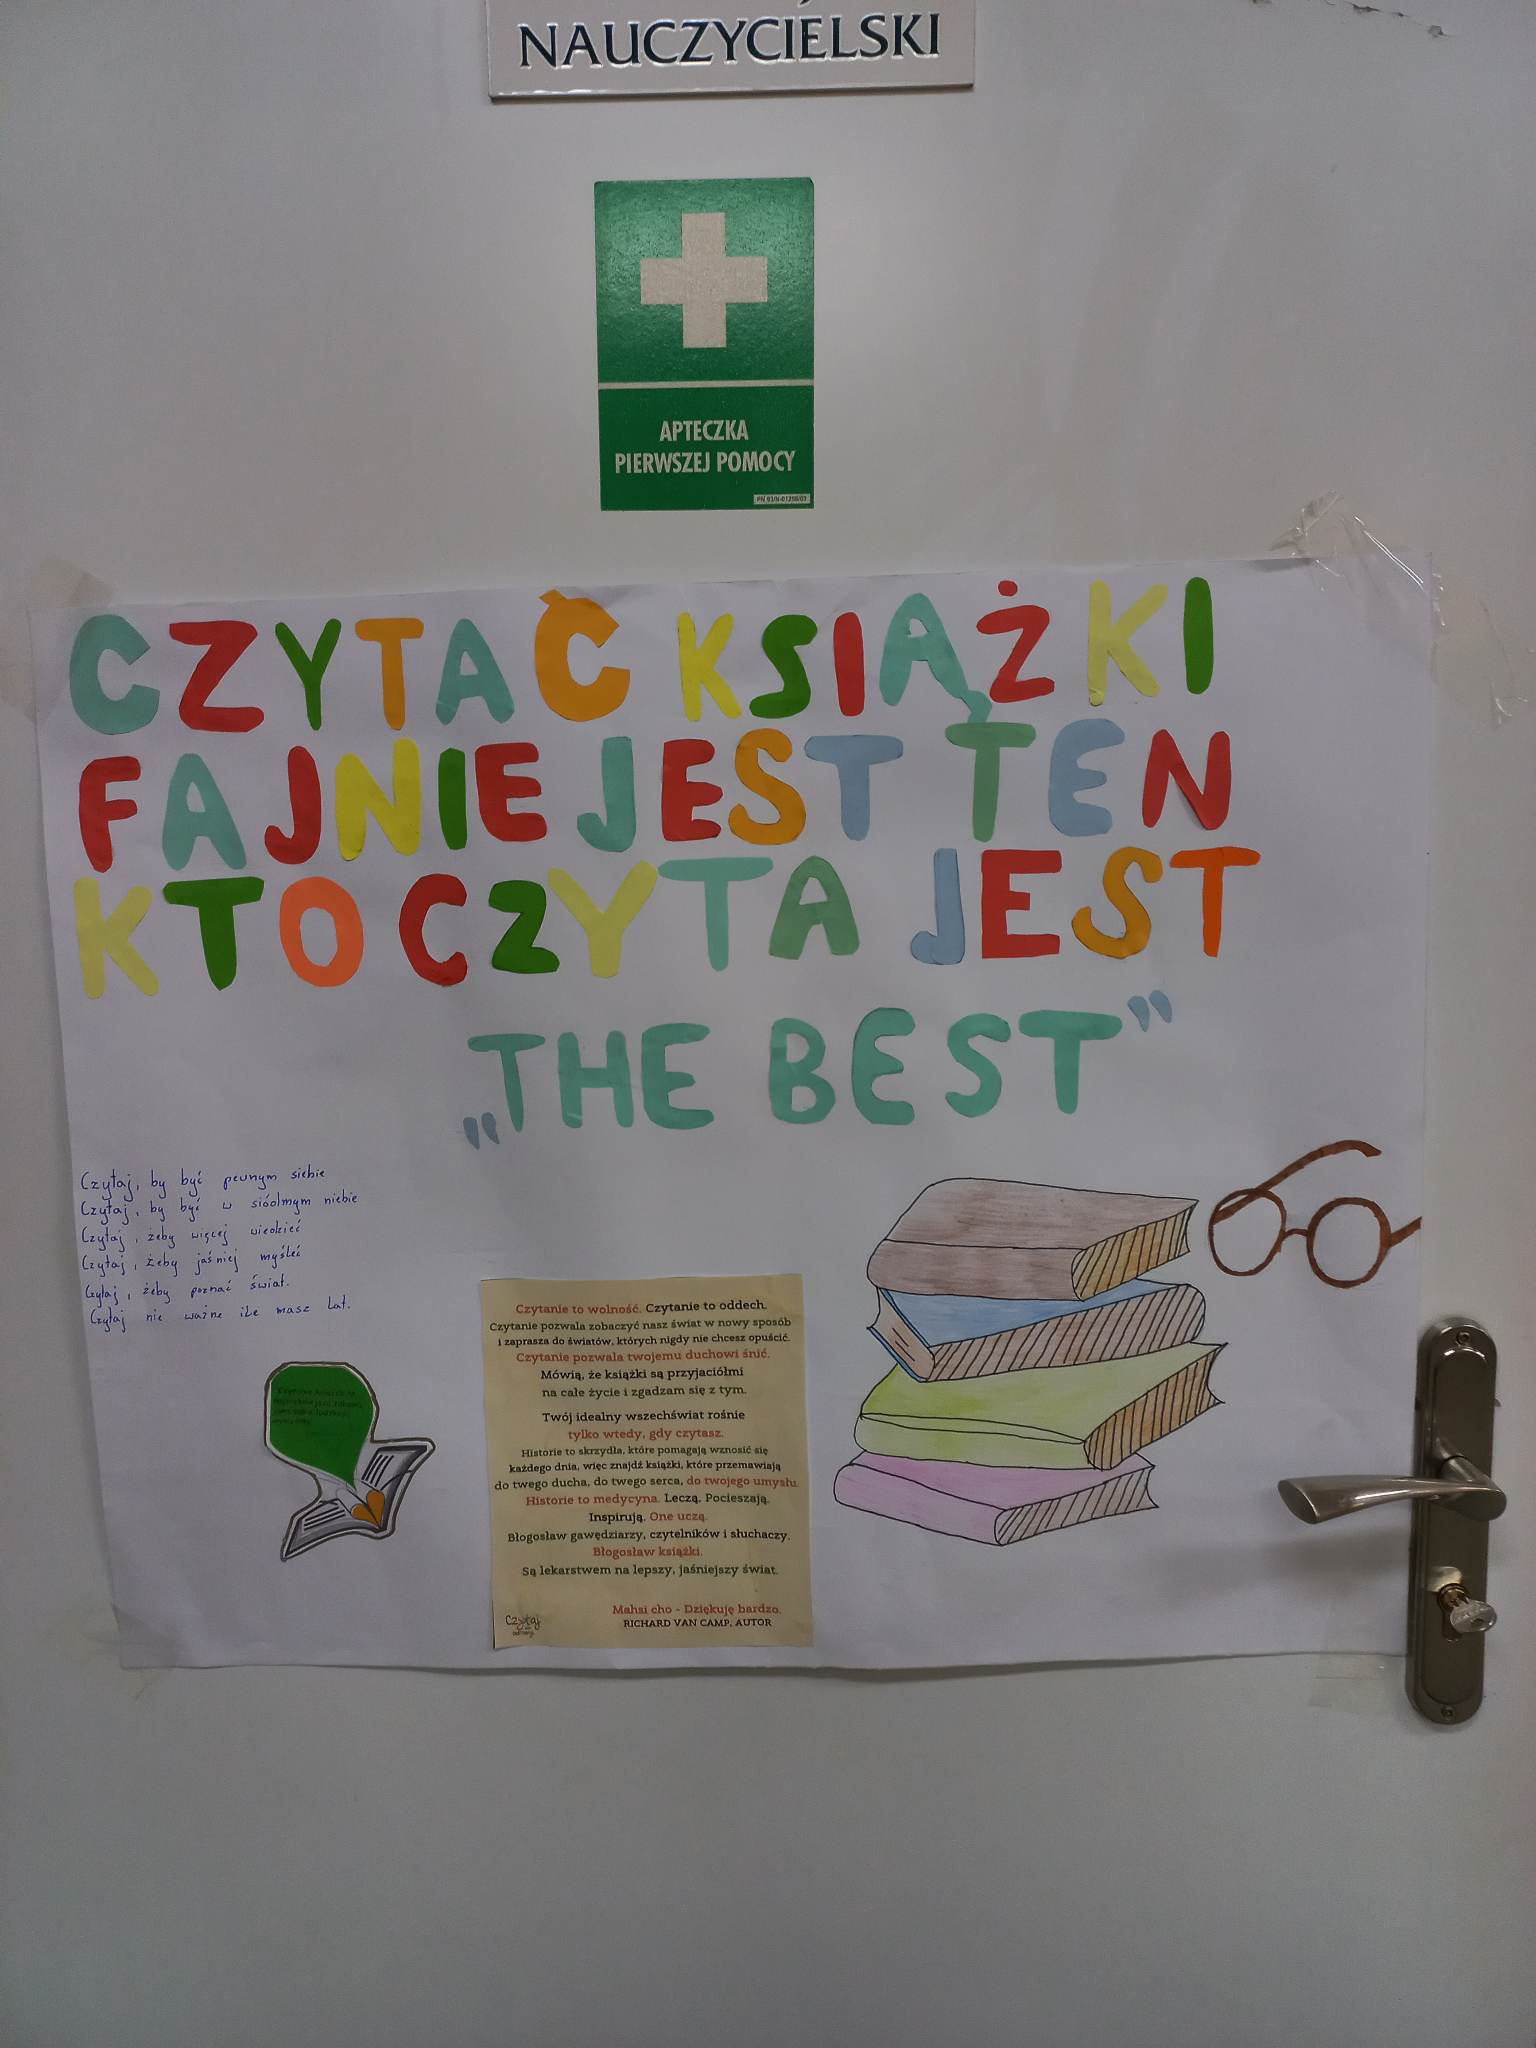 NAUCZYCIELSKI
APTECZKA
PIERWSZEJ POMOCY
CZYTAĆ KSIĄŻKI
FAJNIE JEST TEN
KTO CZYTA JEST
„THE BEST”
Czytaj, by być pewnym siebie
Czytaj, by być w siódmym niebie
Czytaj, żeby więcej wiedzieć
Czytaj, żeby jaśniej myśleć
Czytaj, żeby poznać świat.
Czytaj nie ważne ile masz lat.
Czytanie to wolność. Czytanie to oddech.
Czytanie pozwala zobaczyć nasz świat w nowy sposób
i zaprasza do światów, których nigdy nie chcesz opuścić.
Czytanie pozwala twojemu duchowi śnić.
Mówią, że książki są przyjaciółmi
na całe życie i zgadzam się z tym.
Twój idealny wszechświat rośnie
tylko wtedy, gdy czytasz.
Historie to skrzydła, które pomagają wznosić się
każdego dnia, więc znajdź książki, które przemawiają
do twego ducha, do twego serca, do twojego umysłu.
Historie to medycyna. Leczą. Pocieszają.
Inspirują. One uczą.
Błogosław gawędziarzy, czytelników i słuchaczy.
Błogosław książki.
Są lekarstwem na lepszy, jaśniejszy świat.
Mahsi cho - Dziękuję bardzo.
RICHARD VAN CAMP, AUTOR
Czytaj